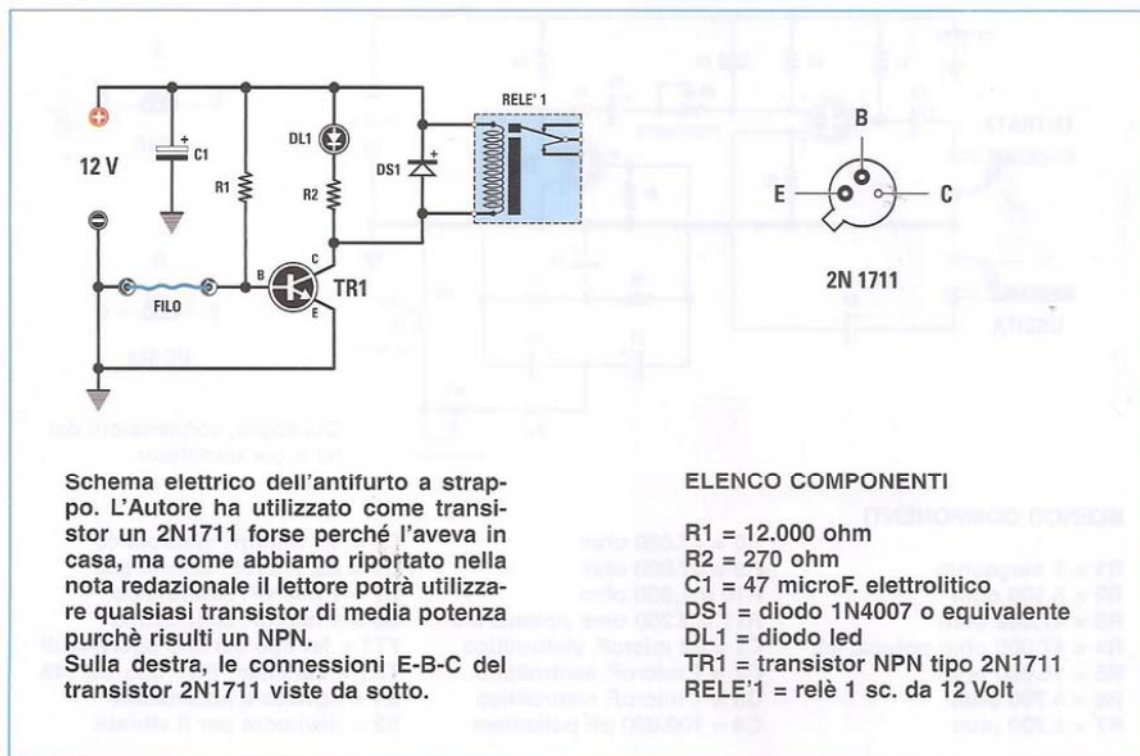 12 V
C1
R1
DL1
R2
DS1
RELE' 1
FILO
B
C
E
TR1
B
E
C
2N 1711
Schema elettrico dell'antifurto a strap-
po. L'Autore ha utilizzato come transi-
stor un 2N1711 forse perché l'aveva in
casa, ma come abbiamo riportato nella
nota redazionale il lettore potrà utilizza-
re qualsiasi transistor di media potenza
purchè risulti un NPN.
Sulla destra, le connessioni E-B-C del
transistor 2N1711 viste da sotto.
ELENCO COMPONENTI
R1 = 12.000 ohm
R2 = 270 ohm
C1 = 47 microF. elettrolitico
DS1 = diodo 1N4007 o equivalente
DL1 = diodo led
TR1 = transistor NPN tipo 2N1711
RELE'1 = relè 1 sc. da 12 Volt